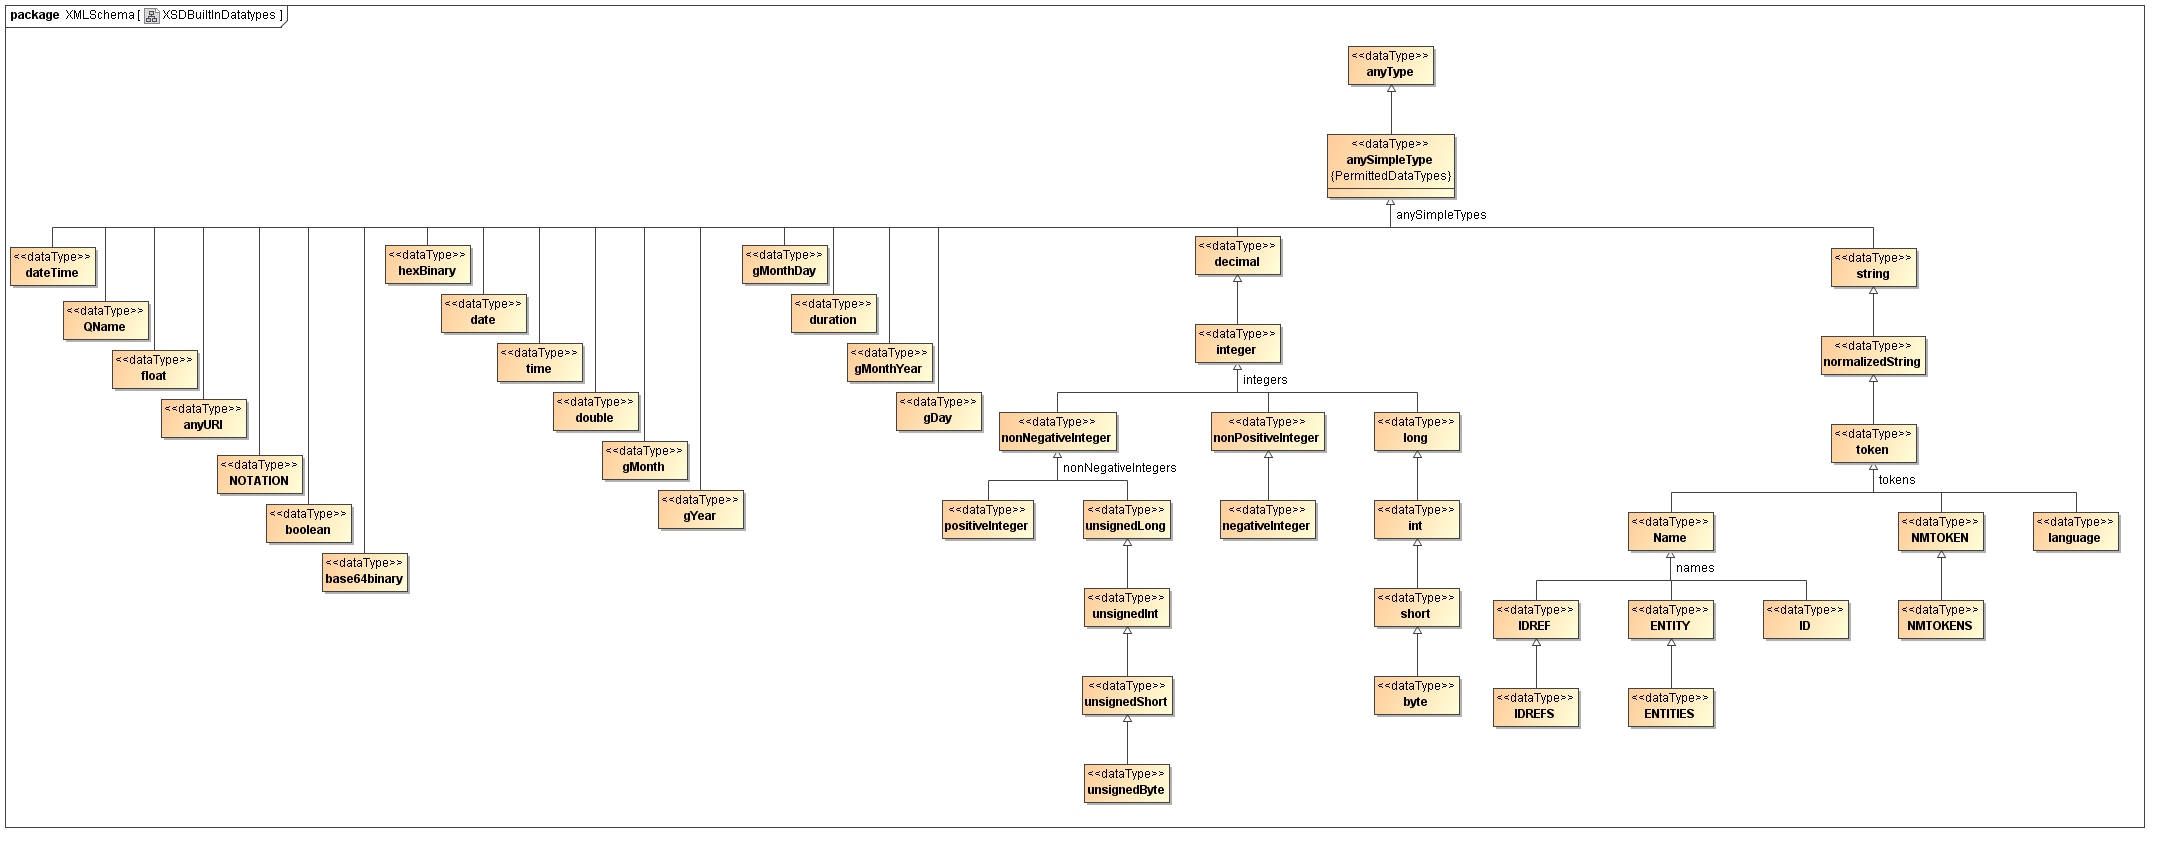 package XMLSchema [ XSDBuiltInDatatypes ]
<<dataType>>
anyType
<<dataType>>
anySimpleType
{PermittedDataTypes}
anySimpleTypes
<<dataType>>
dateTime
<<dataType>>
QName
<<dataType>>
float
<<dataType>>
anyURI
<<dataType>>
NOTATION
<<dataType>>
boolean
<<dataType>>
base64binary
<<dataType>>
hexBinary
<<dataType>>
date
<<dataType>>
time
<<dataType>>
double
<<dataType>>
gMonth
<<dataType>>
gYear
<<dataType>>
gMonthDay
<<dataType>>
duration
<<dataType>>
gMonthYear
<<dataType>>
gDay
<<dataType>>
decimal
<<dataType>>
integer
integers
<<dataType>>
nonNegativeInteger
nonNegativeIntegers
<<dataType>>
positiveInteger
<<dataType>>
unsignedLong
<<dataType>>
unsignedInt
<<dataType>>
unsignedShort
<<dataType>>
unsignedByte
<<dataType>>
nonPositiveInteger
<<dataType>>
negativeInteger
<<dataType>>
long
<<dataType>>
int
<<dataType>>
short
<<dataType>>
byte
<<dataType>>
string
<<dataType>>
normalizedString
<<dataType>>
token
tokens
<<dataType>>
Name
names
<<dataType>>
IDREF
<<dataType>>
IDREFS
<<dataType>>
ENTITY
<<dataType>>
ENTITIES
<<dataType>>
ID
<<dataType>>
NMTOKEN
<<dataType>>
NMTOKENS
<<dataType>>
language